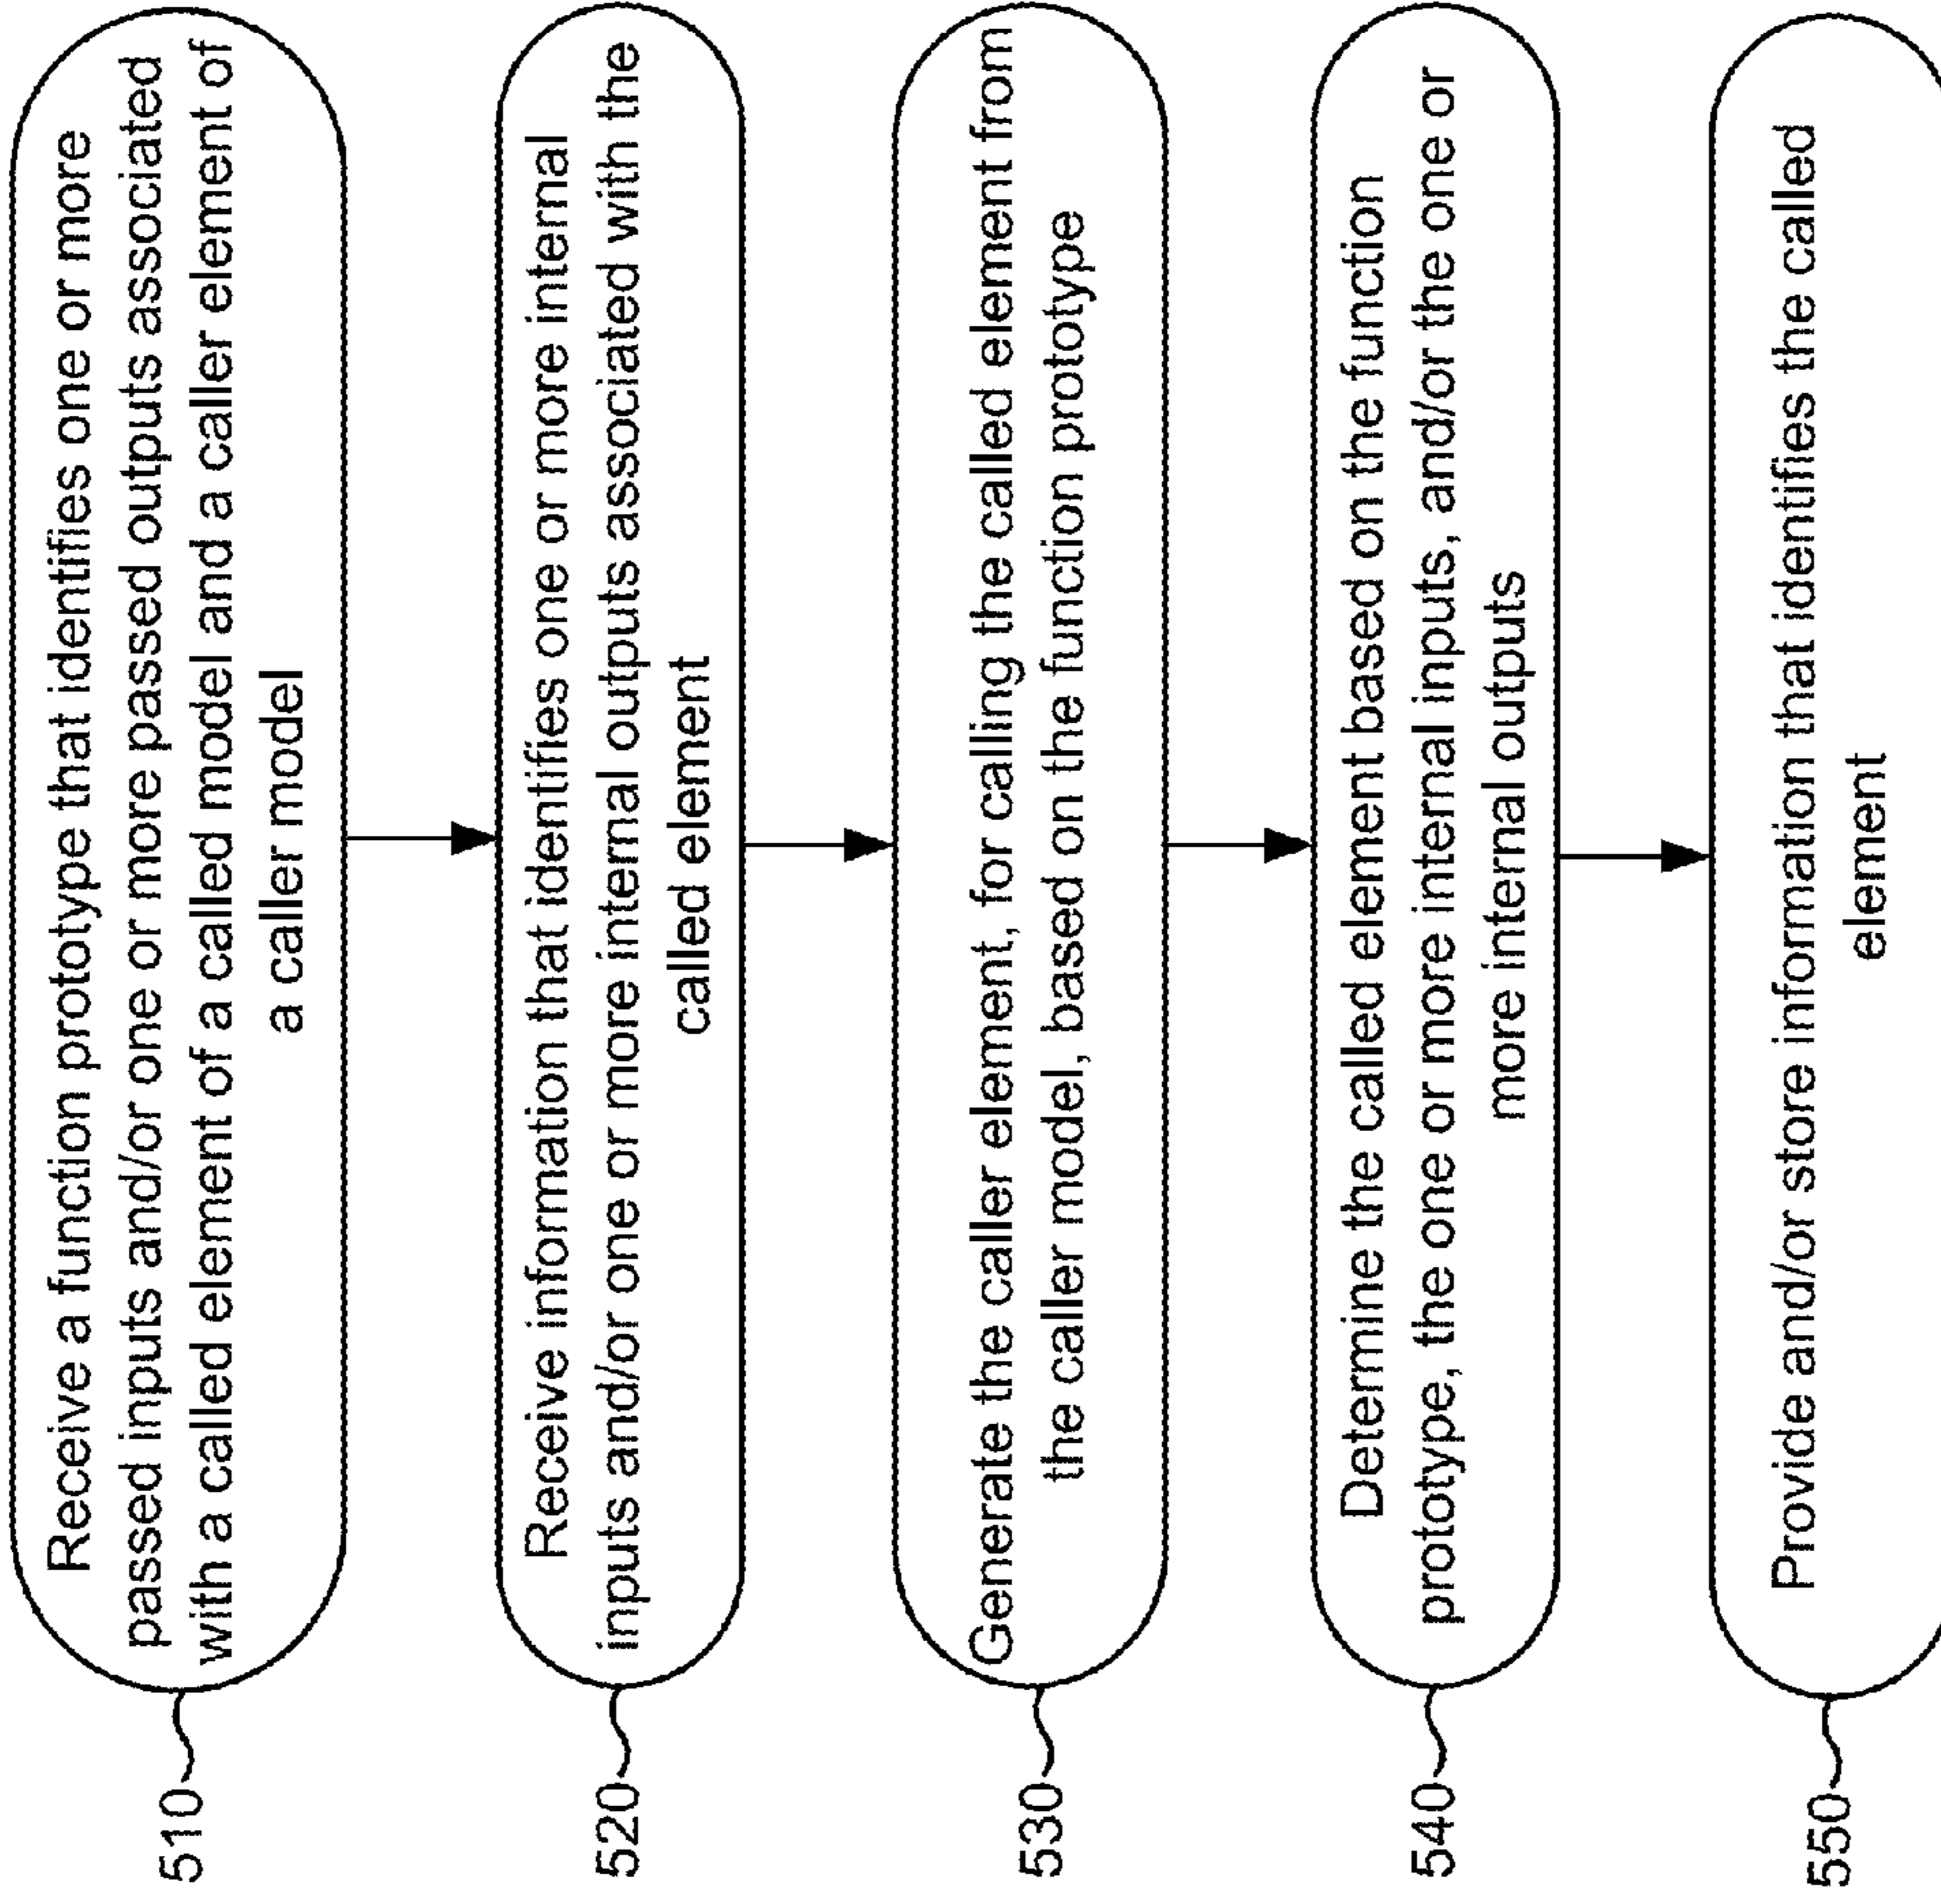 510
Receive a function prototype that identifies one or more
passed inputs and/or one or more passed outputs associated
with a called element of a called model and a caller element of
a caller model
520
Receive information that identifies one or more internal
inputs and/or one or more internal outputs associated with the
called element
530
Generate the caller element, for calling the called element from
the caller model, based on the function prototype
540
Determine the called element based on the function
prototype, the one or more internal inputs, and/or the one or
more internal outputs
550
Provide and/or store information that identifies the called
element